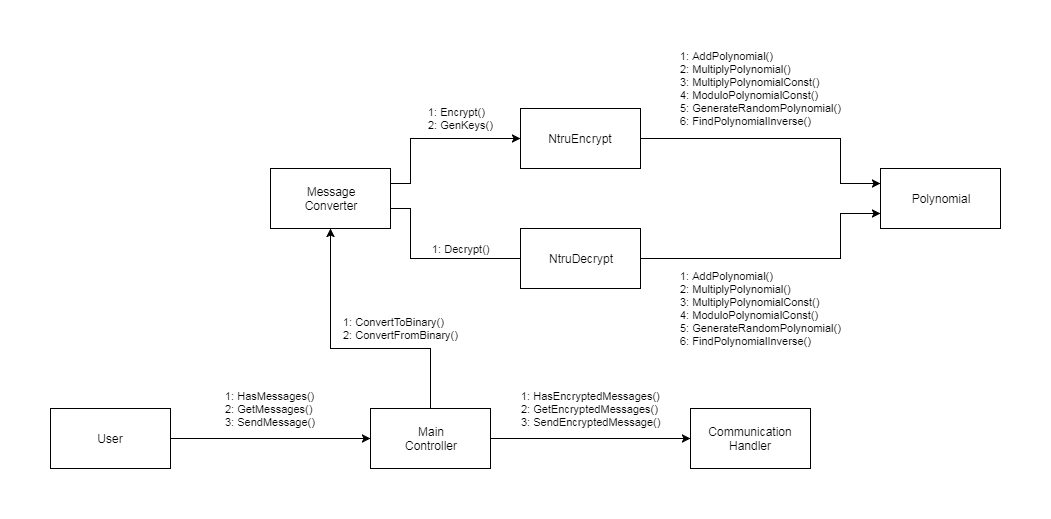 1: AddPolynomial()
2: MultiplyPolynomial()
3: MultiplyPolynomialConst()
4: ModuloPolynomialConst()
5: GenerateRandomPolynomial()
6: FindPolynomialInverse()
1: Encrypt()
2: GenKeys()
NtruEncrypt
Message
Converter
Polynomial
1: Decrypt()
NtruDecrypt
1: AddPolynomial()
2: MultiplyPolynomial()
3: MultiplyPolynomialConst()
4: ModuloPolynomialConst()
5: GenerateRandomPolynomial()
6: FindPolynomialInverse()
1: ConvertToBinary()
2: ConvertFromBinary()
1: HasMessages()
2: GetMessages()
3: SendMessage()
1: HasEncryptedMessages()
2: GetEncryptedMessages()
3: SendEncryptedMessage()
User
Main
Controller
Communication
Handler